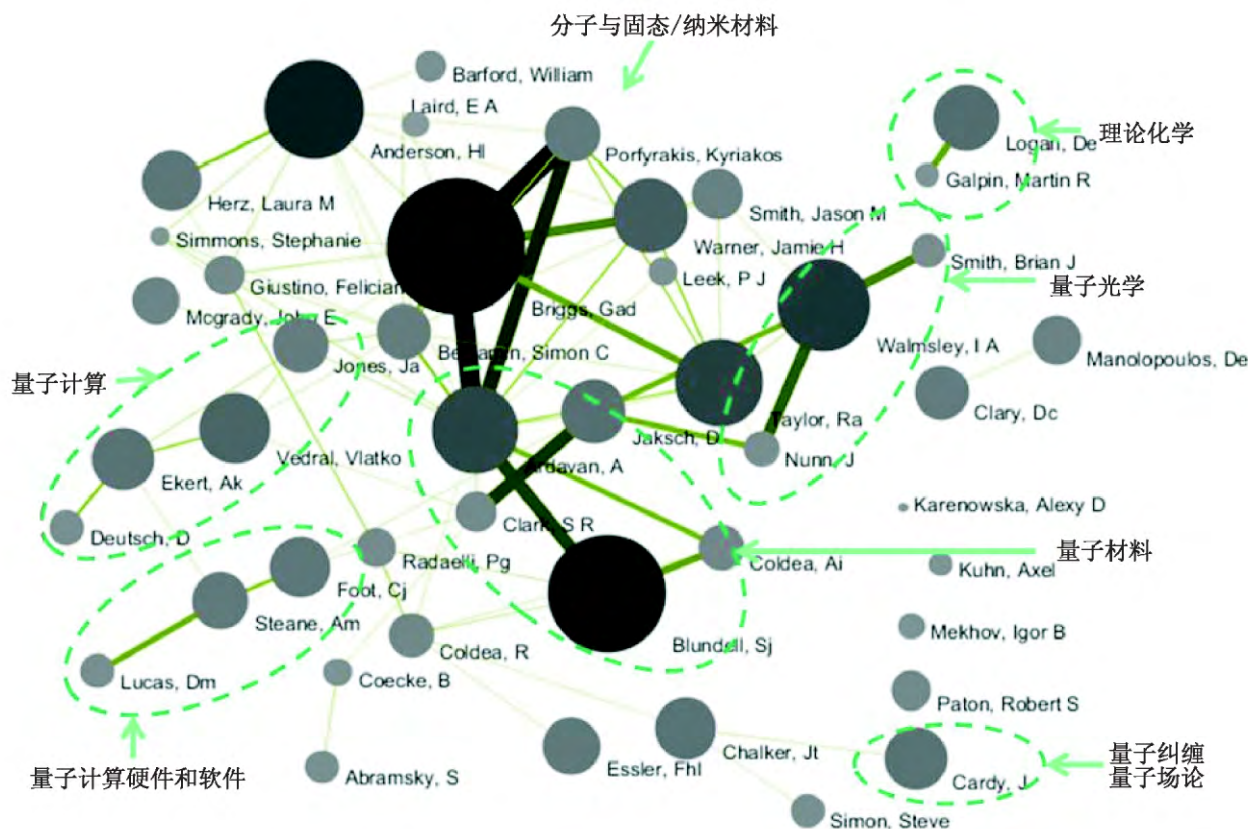 分子与固态/纳米材料
Barford, William
Laird, E A
Anderson, Hl
Porfyrakis, Kyriakos
Logan, De
理论化学
Galpin, Martin R
Herz, Laura M
Smith, Jason M
Simmons, Stephanie
Warner, Jamie H
Smith, Brian J
Leek, P J
Giustino, Felician
量子光学
Briggs, Gad
Mcgrady, John E
Walmsley, I A
Manolopoulos, De
Benjamin, Simon C
Jones, Ja
量子计算
Clary, Dc
Taylor, Ra
Jaksch, D
Vedral, Vlatko
Nunn, J
Ardavan, A
Ekert, Ak
Karenowska, Alexy D
Clark, S R
Deutsch, D
量子材料
Radaelli, Pg
Coldea, Ai
Kuhn, Axel
Foot, Cj
Steane, Am
Mekhov, Igor B
Blundell, Sj
Coldea, R
Lucas, Dm
Coecke, B
Paton, Robert S
Chalker, Jt
量子纠缠
量子场论
Essler, Fhl
量子计算硬件和软件
Abramsky, S
Cardy, J
Simon, Steve